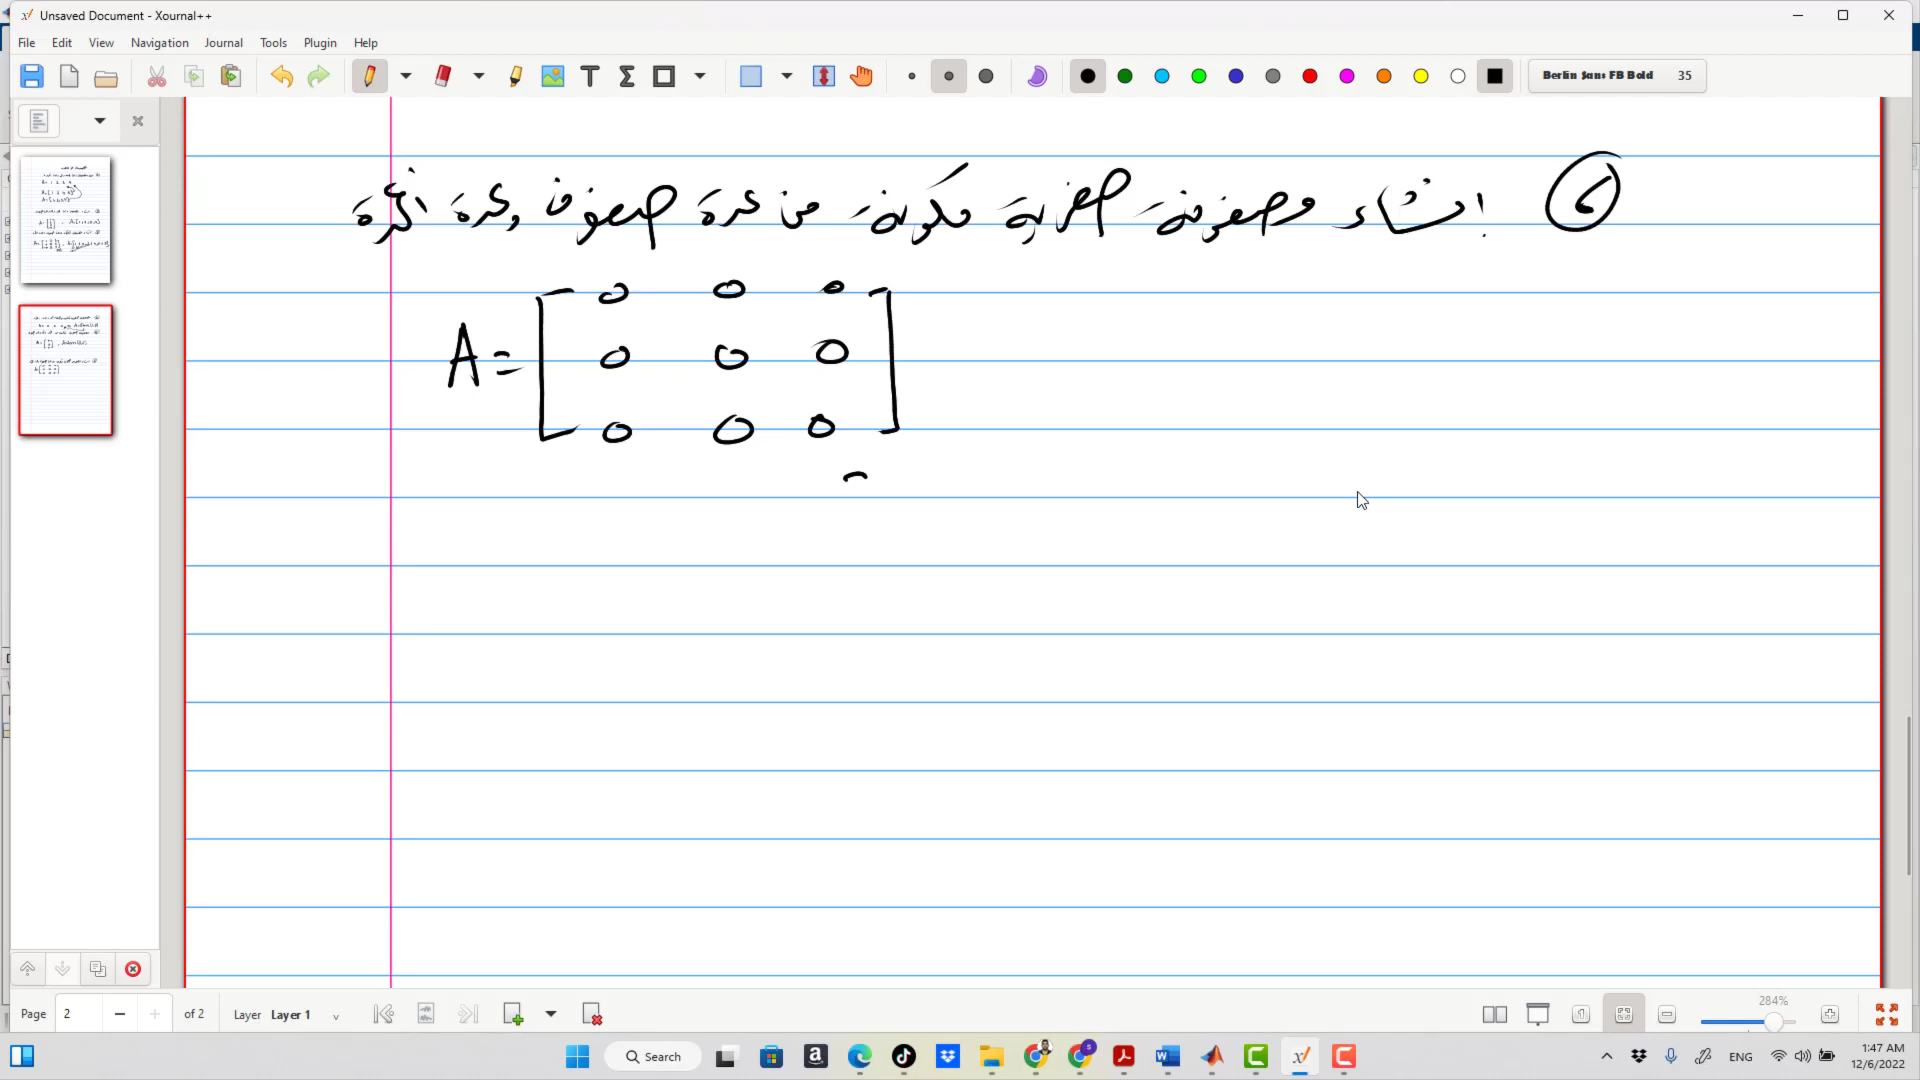 Unsaved Document - Xournal++
File Edit View Navigation Journal Tools Plugin Help
Berlin Sans FB Bold 35
6 انشاء مصفوفة صفرية مكونة من عدة صفوف وعدة أعمدة
A = [ 0 0 0
0 0 0
0 0 0 ]
284%
Page 2 of 2 Layer Layer 1
Search
ENG
1:47 AM
12/6/2022